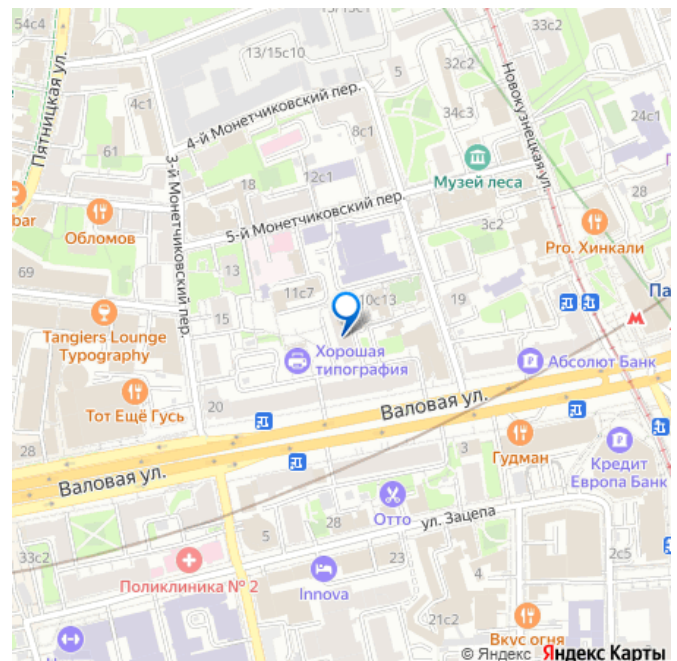 33с2
13/15с10
5
32с2
Пятницкая ул.
4с1
4-й Монетчиковский пер.
Новокузнецкая ул.
34с3
24с1
8с1
61
3-й Монетчиковский пер.
12с1
Музей леса
18
28
bar
Обломов
5-й Монетчиковский пер.
3с2
Pro. Хинкали
69
13
11с7
10с13
19
Па
15
Tangiers Lounge
Typography
Хорошая
типография
Абсолют Банк
Тот Ещё Гусь
20
Валовая ул.
28
Гудман
3
Кредит
Европа Банк
Валовая ул.
Отто
ул. Зацепа
28
5
33с2
23
2с5
Поликлиника № 2
Innova
4
21с2
Вкус огня
© Яндекс Яндекс Карты